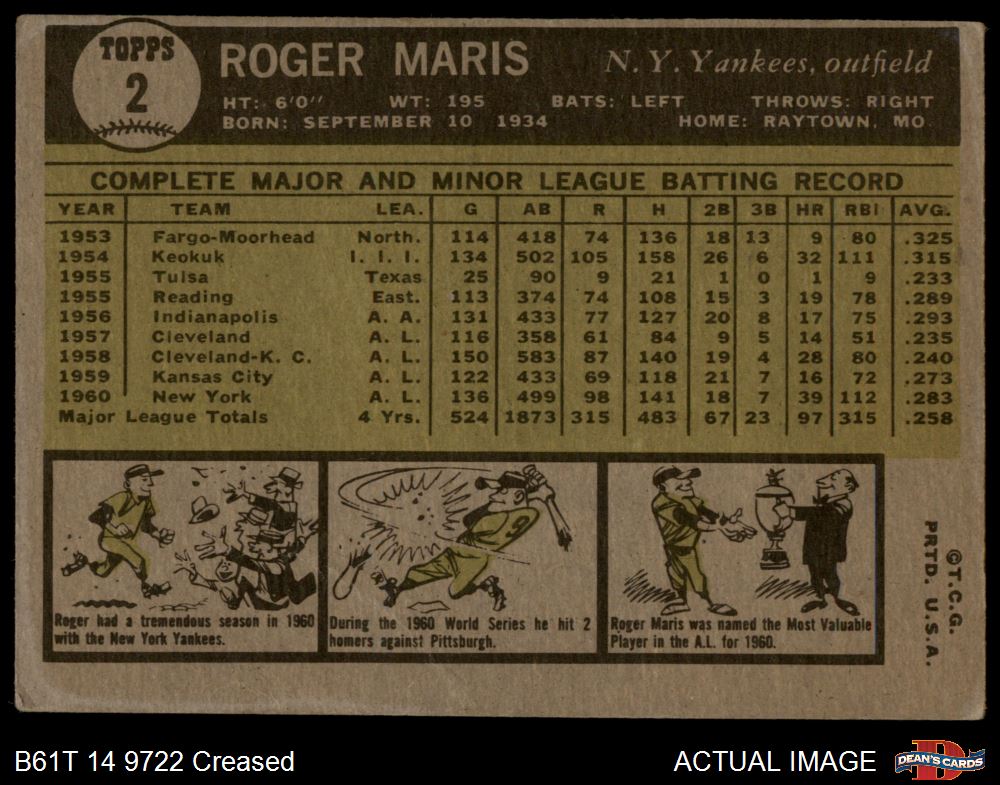 TOPPS
2
ROGER MARIS
N. Y. Yankees, outfield
HT: 6'0" WT: 195 BATS: LEFT THROWS: RIGHT
BORN: SEPTEMBER 10 1934 HOME: RAYTOWN, MO
COMPLETE MAJOR AND MINOR LEAGUE BATTING RECORD
YEAR TEAM LEA. G AB R H 2B 3B HR RBI AVG.
1953 Fargo-Moorhead North. 114 418 74 136 18 13 9 80 .325
1954 Keokuk I. I. I. 134 502 105 158 26 6 32 111 .315
1955 Tulsa Texas 25 90 9 21 1 0 1 9 .233
1955 Reading East. 113 374 74 108 15 3 19 78 .289
1956 Indianapolis A. A. 131 433 77 127 20 8 17 75 .293
1957 Cleveland A. L. 116 358 61 84 9 5 14 51 .235
1958 Cleveland-K. C. A. L. 150 583 87 140 19 4 28 80 .240
1959 Kansas City A. L. 122 433 69 118 21 7 16 72 .273
1960 New York A. L. 136 499 98 141 18 7 39 112 .283
Major League Totals 4 Yrs. 524 1873 315 483 67 23 97 315 .258
Roger had a tremendous season in 1960
with the New York Yankees.
9
During the 1960 World Series he hit 2
homers against Pittsburgh.
Roger Maris was named the Most Valuable
Player in the A.L. for 1960.
©T.C.G.
PRTD. U.S.A.
B61T 14 9722 Creased
ACTUAL IMAGE
D
DEAN'S CARDS